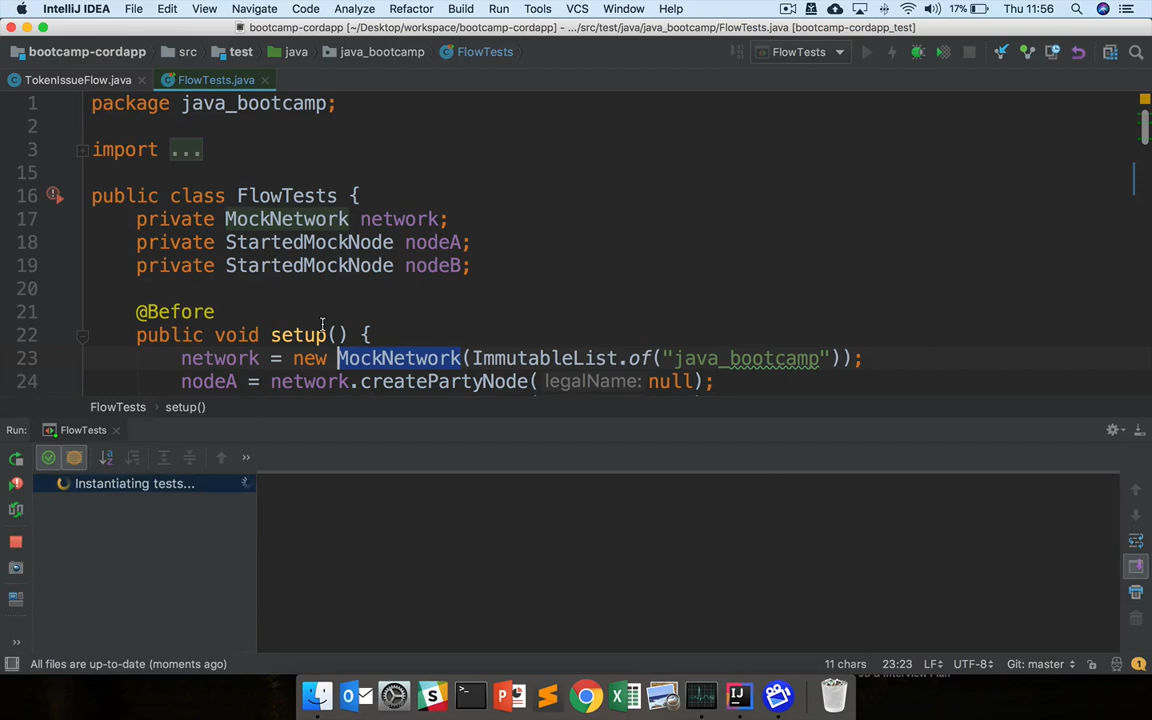 IntelliJ IDEA File Edit View Navigate Code Analyze Refactor Build Run Tools VCS Window Help 17% Thu 11:56
bootcamp-cordapp [~/Desktop/workspace/bootcamp-cordapp] - .../src/test/java/java_bootcamp/FlowTests.java [bootcamp-cordapp_test]
bootcamp-cordapp src test java java_bootcamp FlowTests FlowTests
TokenIssueFlow.java FlowTests.java
1 package java_bootcamp;
2
3 import ...
15
16 public class FlowTests {
17 private MockNetwork network;
18 private StartedMockNode nodeA;
19 private StartedMockNode nodeB;
20
21 @Before
22 public void setup() {
23 network = new MockNetwork(ImmutableList.of("java_bootcamp"));
24 nodeA = network.createPartyNode( legalName: null);
FlowTests setup()
Run: FlowTests
Instantiating tests...
All files are up-to-date (moments ago) 11 chars 23:23 LF UTF-8 Git: master 1